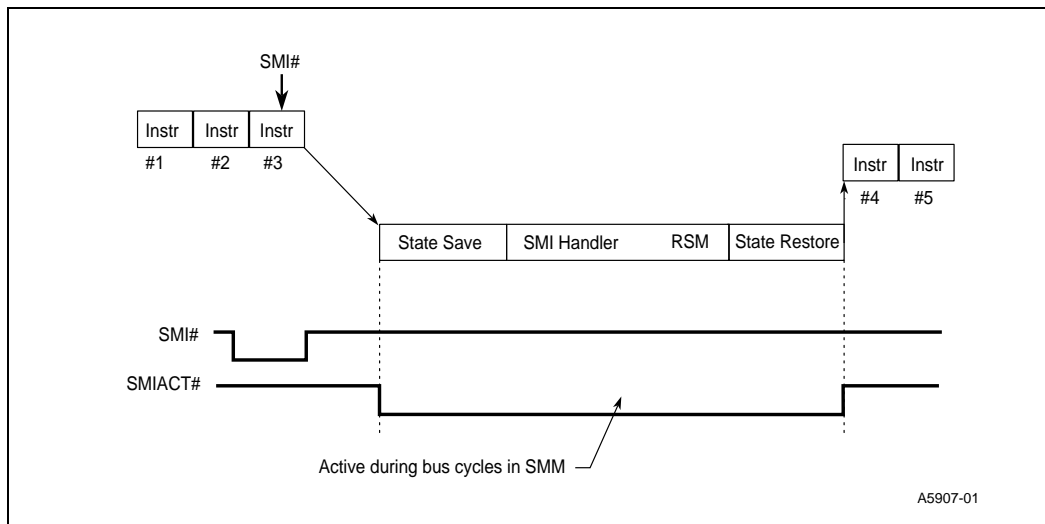 SMI#
Instr Instr Instr
#1 #2 #3
Instr Instr
#4 #5
State Save SMI Handler RSM State Restore
SMI#
SMIACT#
Active during bus cycles in SMM
A5907-01